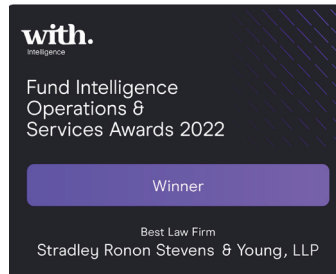 with.
Intelligence
Fund Intelligence
Operations &
Services Awards 2022
Winner
Best Law Firm
Stradley Ronon Stevens & Young, LLP